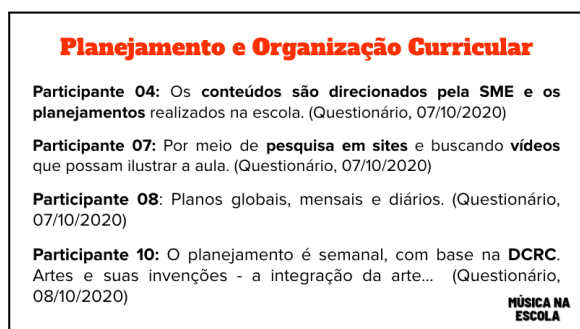 Planejamento e Organização Curricular
Participante 04: Os conteúdos são direcionados pela SME e os
planejamentos realizados na escola. (Questionário, 07/10/2020)
Participante 07: Por meio de pesquisa em sites e buscando vídeos
que possam ilustrar a aula. (Questionário, 07/10/2020)
Participante 08: Planos globais, mensais e diários. (Questionário,
07/10/2020)
Participante 10: O planejamento é semanal, com base na DCRC.
Artes e suas invenções - a integração da arte... (Questionário,
08/10/2020)
MÚSICA NA
ESCOLA